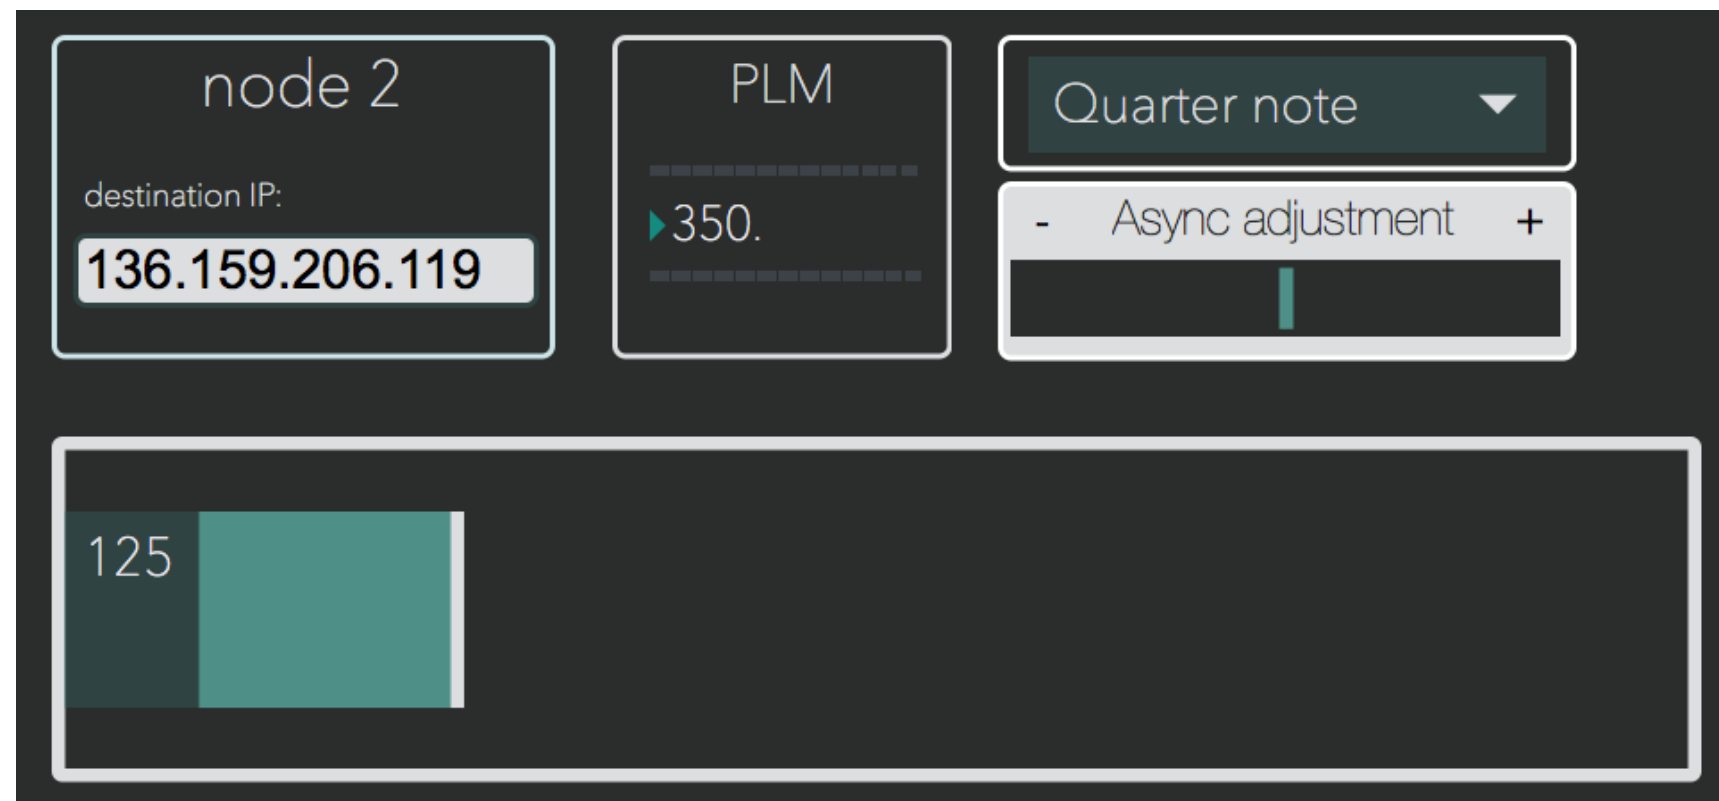 node 2
destination IP:
136.159.206.119
PLM
350.
Quarter note
- Async adjustment +
125